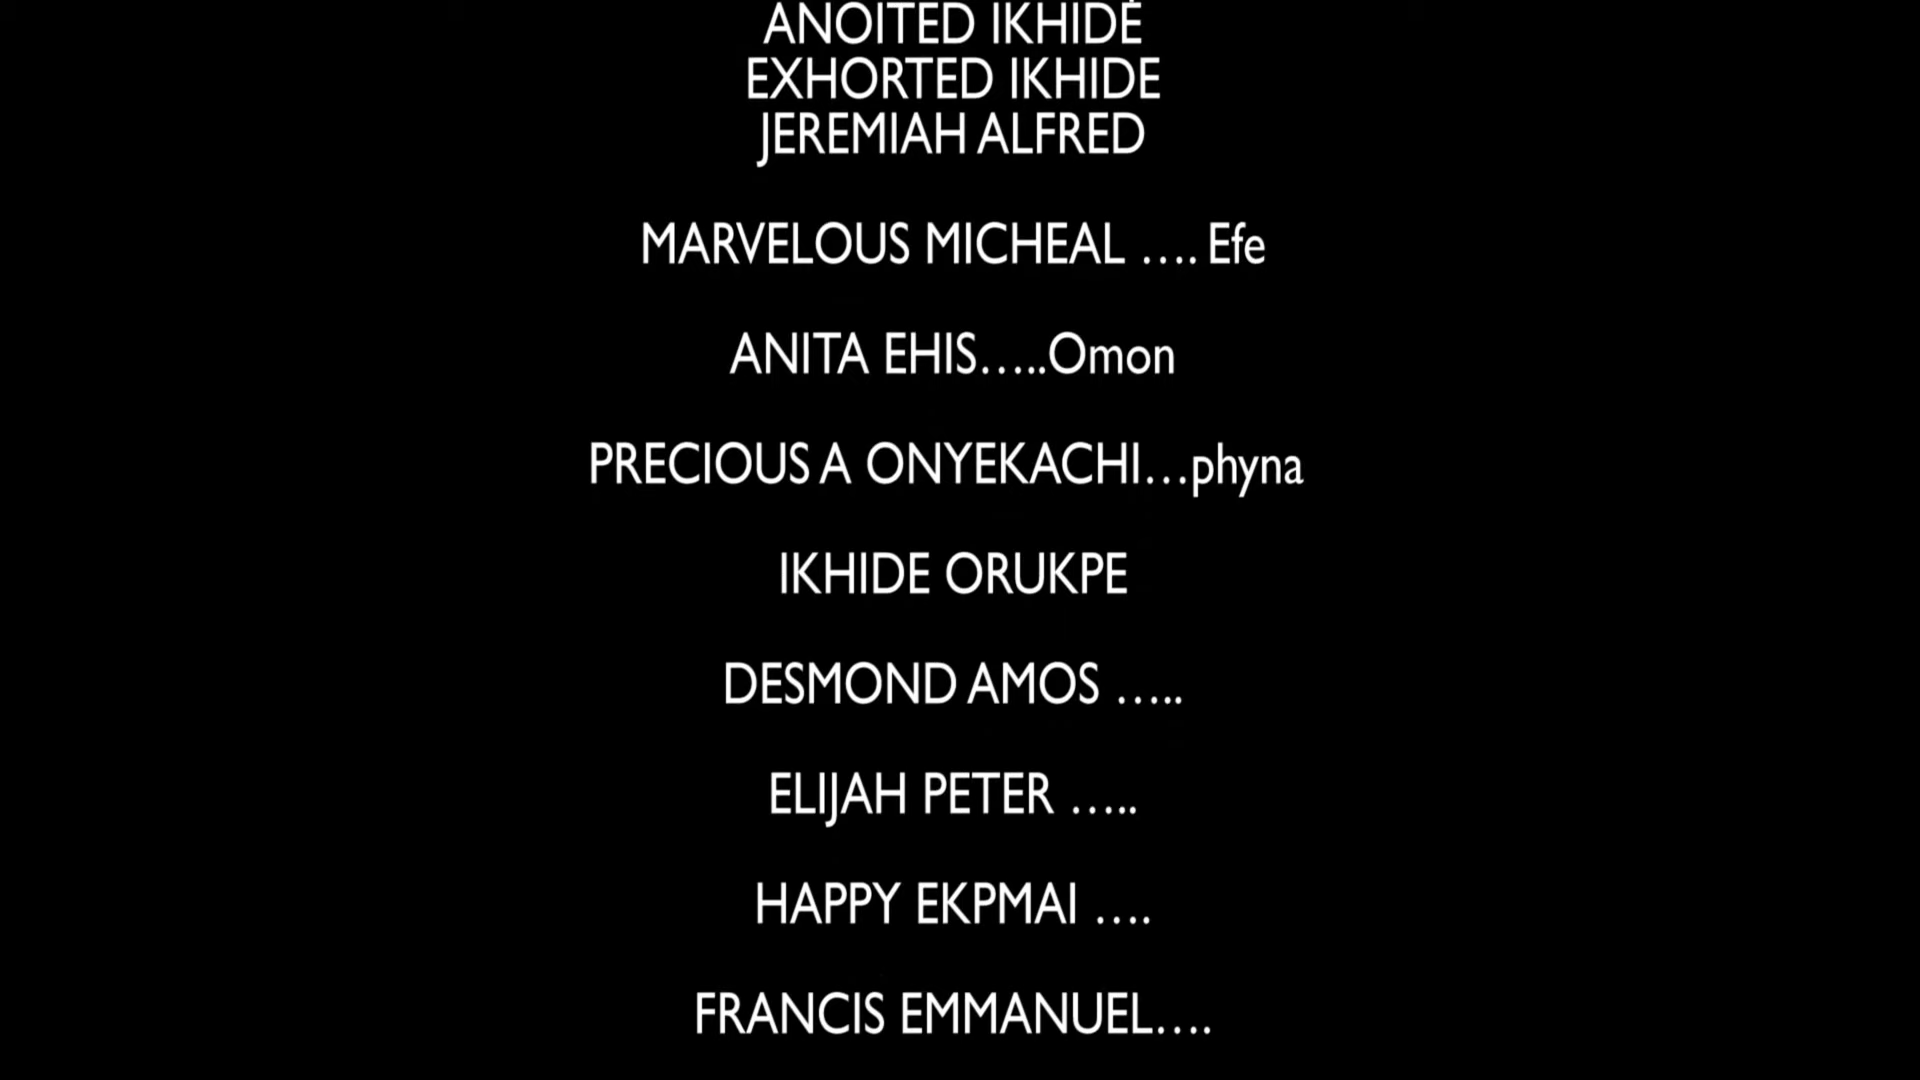 ANOITED IKHIDE
EXHORTED IKHIDE
JEREMIAH ALFRED
MARVELOUS MICHEAL .... Efe
ANITA EHIS.....Omon
PRECIOUS A ONYEKACHI...phyna
IKHIDE ORUKPE
DESMOND AMOS .....
ELIJAH PETER .....
HAPPY EKPMAI ....
FRANCIS EMMANUEL....